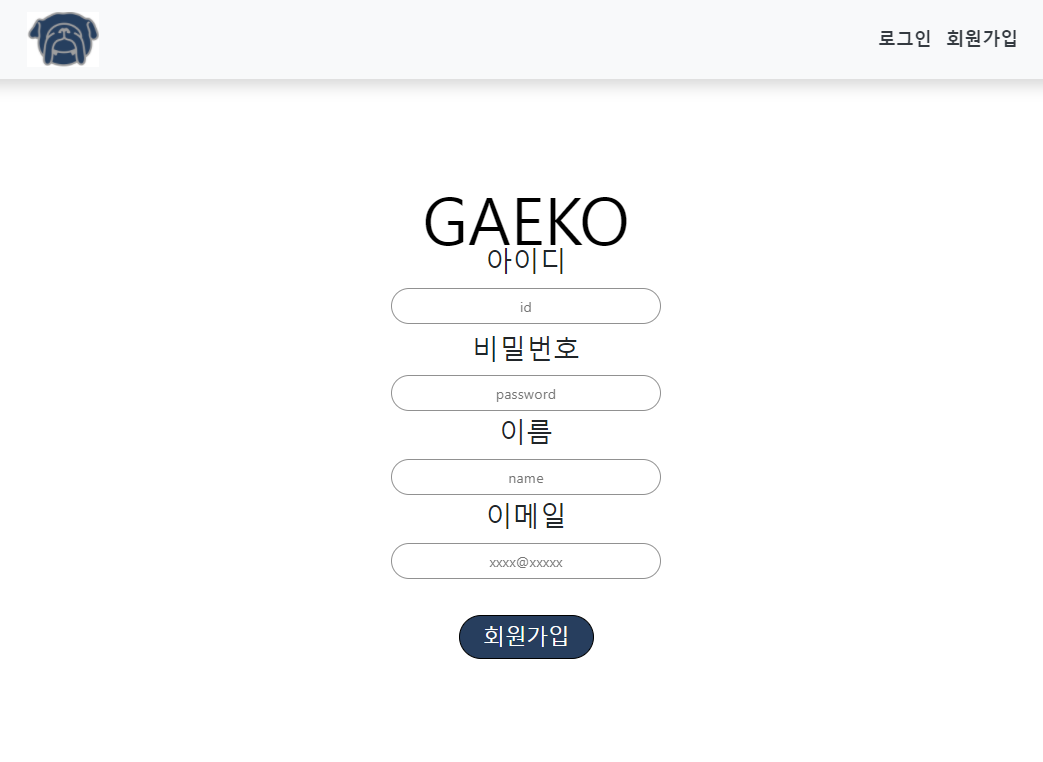 로그인 회원가입
GAEKO
아이디
id
비밀번호
password
이름
name
이메일
xxxx@xxxxx
회원가입